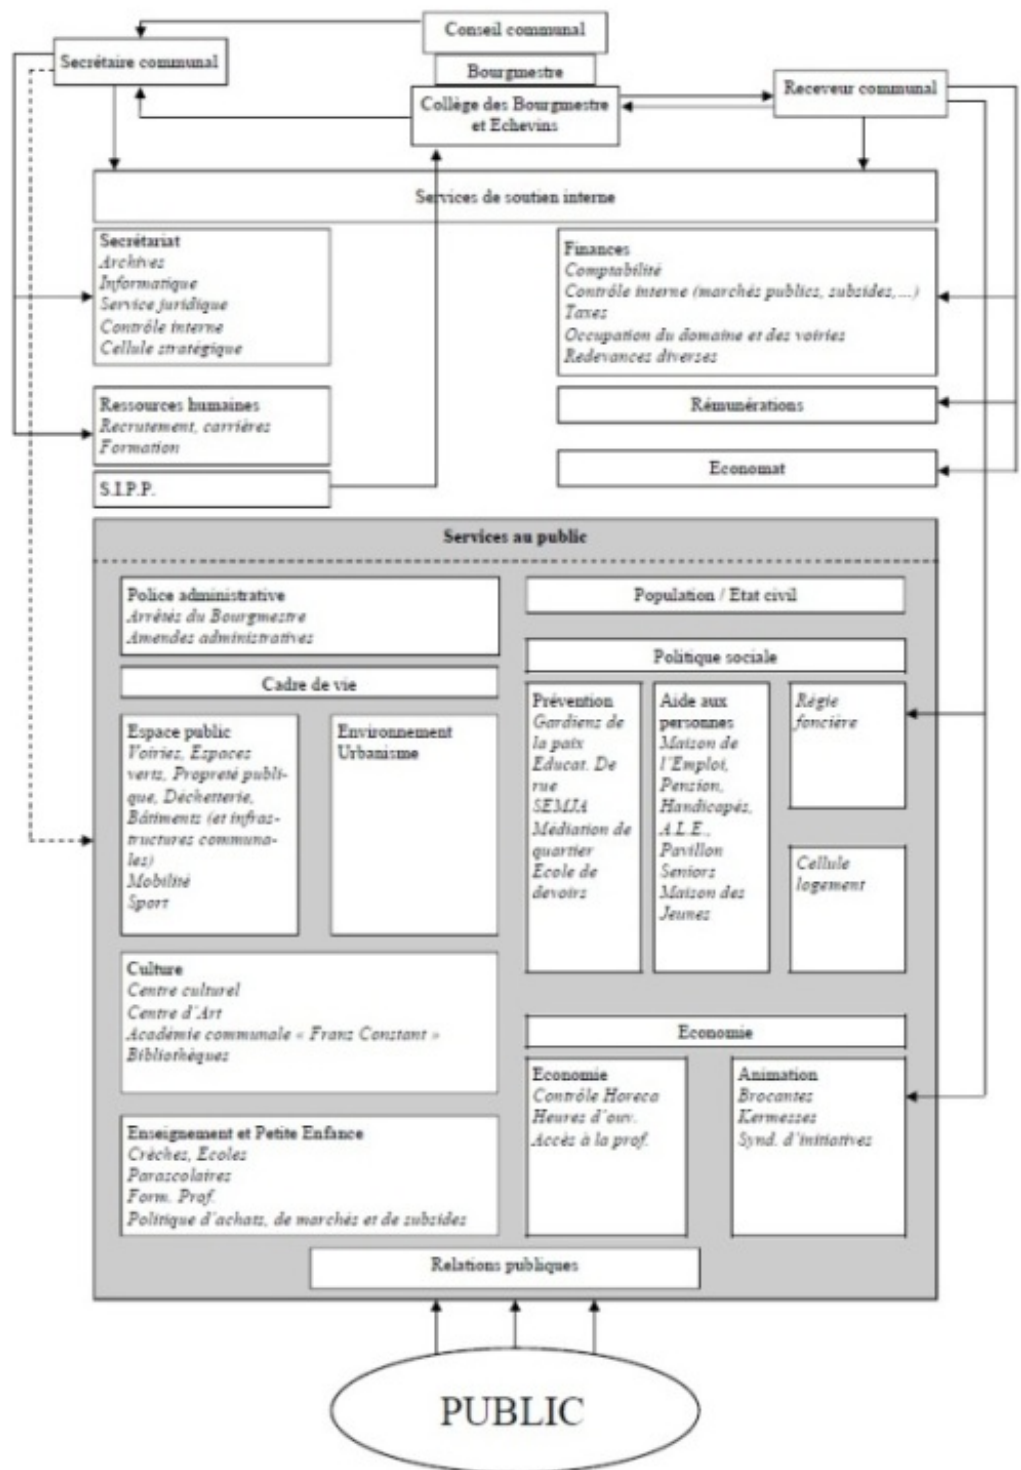 Conseil communal
Secrétaire communal
Bourgmestre
Collège des Bourgmestre
et Echevins
Receveur communal
Services de soutien interne
Secrétariat
Archives
Informatique
Service juridique
Contrôle interne
Cellule stratégique
Finances
Comptabilité
Contrôle interne (marchés publics, subsides,…)
Taxes
Occupation du domaine et des voiries
Redevances diverses
Ressources humaines
Recrutement, carrières
Formation
Rémunérations
S.I.P.P.
Economat
Services au public
Police administrative
Arrêtés du Bourgmestre
Amendes administratives
Population / Etat civil
Cadre de vie
Politique sociale
Espace public
Voiries, Espaces
verts, Propreté publi-
que, Déchetterie,
Bâtiments (et infras-
tructures communa-
les)
Mobilité
Sport
Environnement
Urbanisme
Prévention
Gardiens de
la paix
Educat. De
rue
SEMJA
Médiation de
quartier
Ecole de
devoirs
Aide aux
personnes
Maison de
l'Emploi,
Pension,
Handicapés,
A.L.E.,
Pavillon
Seniors
Maison des
Jeunes
Régie
foncière
Cellule
logement
Culture
Centre culturel
Centre d'Art
Académie communale « Franz Constant »
Bibliothèques
Economie
Economie
Contrôle Horeca
Heures d'ouv.
Accès à la prof.
Animation
Brocantes
Kermesses
Synd. d'initiatives
Enseignement et Petite Enfance
Crèches, Ecoles
Parascolaires
Form. Prof.
Politique d'achats, de marchés et de subsides
Relations publiques
PUBLIC